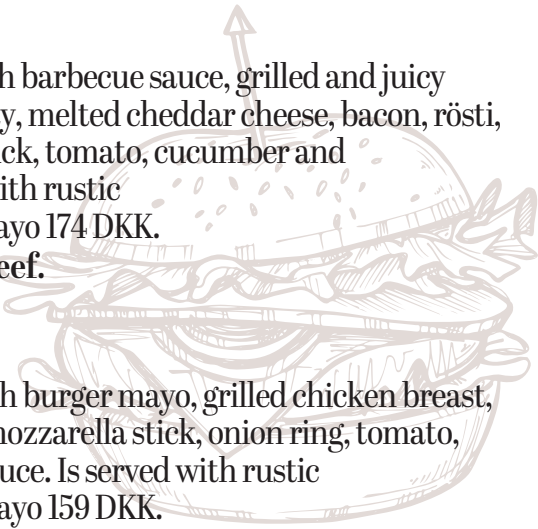 h barbecue sauce, grilled and juicy
y, melted cheddar cheese, bacon, rösti,
ck, tomato, cucumber and
ith rustic
ayo 174 DKK.
eef.
h burger mayo, grilled chicken breast,
mozzarella stick, onion ring, tomato,
uce. Is served with rustic
ayo 159 DKK.